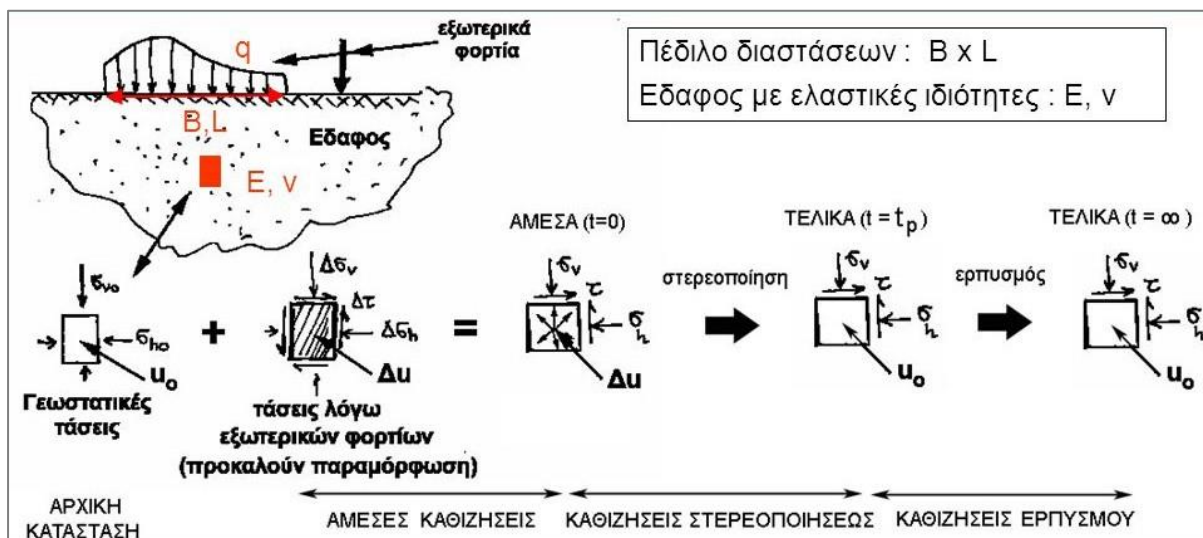 εξωτερικά
φορτία
q
Πέδιλο διαστάσεων : B x L
Εδαφος με ελαστικές ιδιότητες : E, ν
B, L
Εδαφος
E, ν
ΑΜΕΣΑ (t=0)
ΤΕΛΙΚΑ (t = tp)
ΤΕΛΙΚΑ (t = ∞)
σvo
Δσv
σv
στερεοποίηση
σv
ερπυσμός
σv
Δτ
τ
τ
τ
+
=
σho
Δσh
σh
σh
σh
uo
Δu
Δu
uo
uo
Γεωστατικές
τάσεις
τάσεις λόγω
εξωτερικών φορτίων
(προκαλούν παραμόρφωση)
ΑΡΧΙΚΗ
ΚΑΤΑΣΤΑΣΗ
ΑΜΕΣΕΣ ΚΑΘΙΖΗΣΕΙΣ
ΚΑΘΙΖΗΣΕΙΣ ΣΤΕΡΕΟΠΟΙΗΣΕΩΣ
ΚΑΘΙΖΗΣΕΙΣ ΕΡΠΥΣΜΟΥ